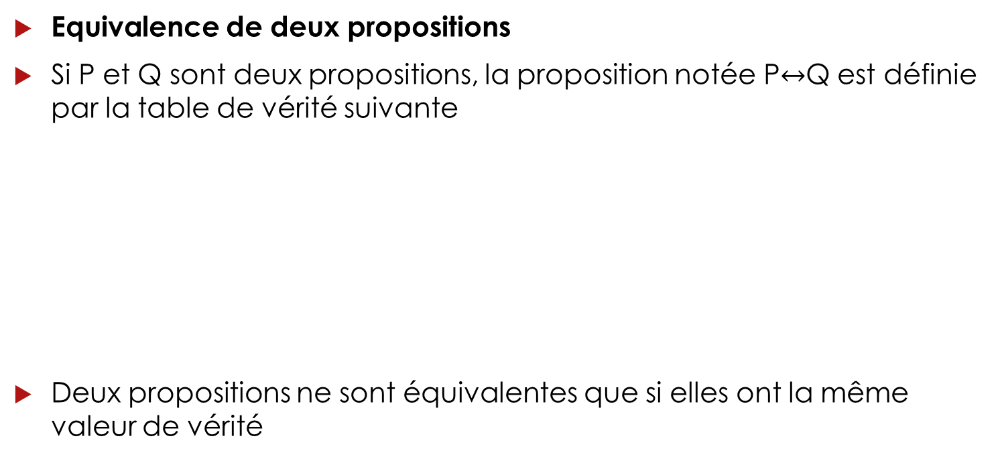 Equivalence de deux propositions
Si P et Q sont deux propositions, la proposition notée P↔Q est définie
par la table de vérité suivante
Deux propositions ne sont équivalentes que si elles ont la même
valeur de vérité